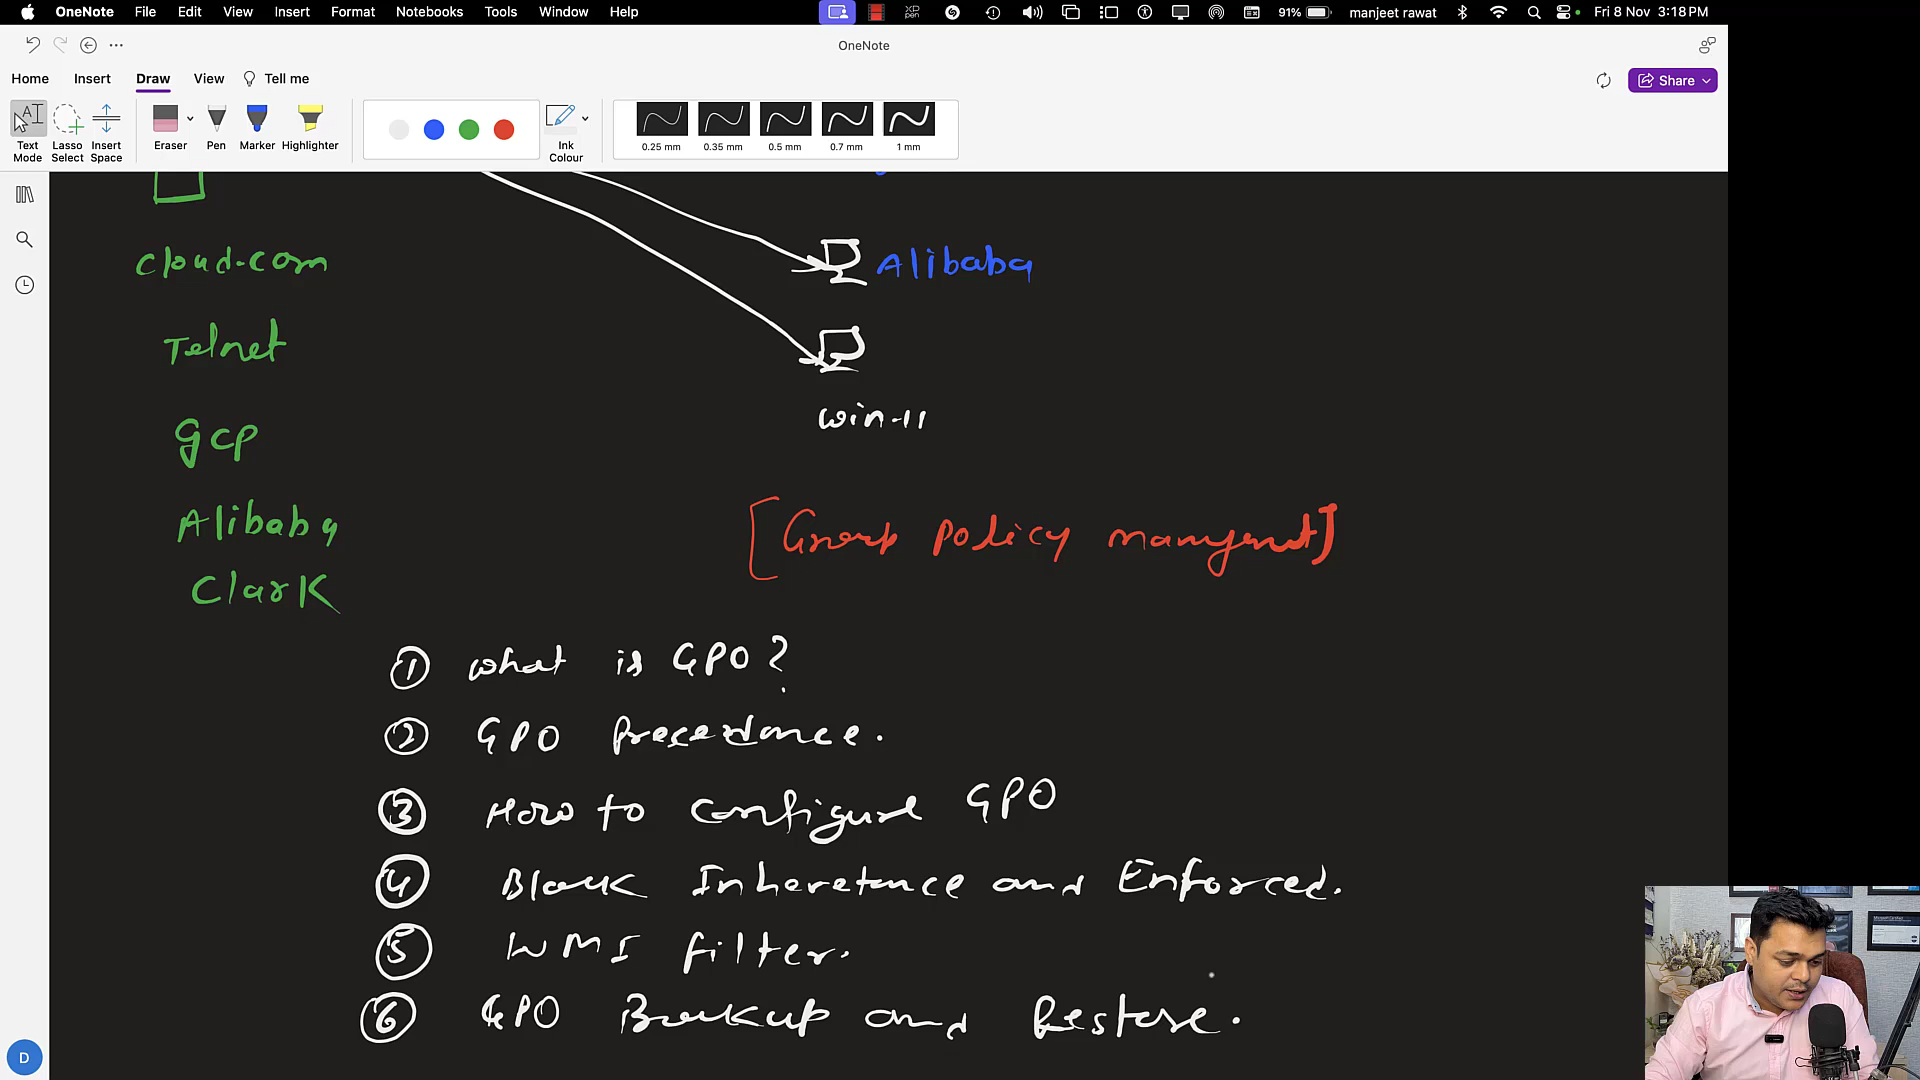 OneNote File Edit View Insert Format Notebooks Tools Window Help 91% manjeet rawat Fri 8 Nov 3:18 PM
OneNote
Home Insert Draw View Tell me Share
Text Mode Lasso Select Insert Space Eraser Pen Marker Highlighter Ink Colour 0.25 mm 0.35 mm 0.5 mm 0.7 mm 1 mm
cloud.com
Alibaba
Telnet
Win-11
gcp
Alibaba
[Group policy mangemnt]
Clark
① what is GPO?
② GPO Precedance.
③ How to configure GPO
④ Block Inheretance and Enforced.
⑤ WMI filter.
⑥ GPO Backup and Restore.
D